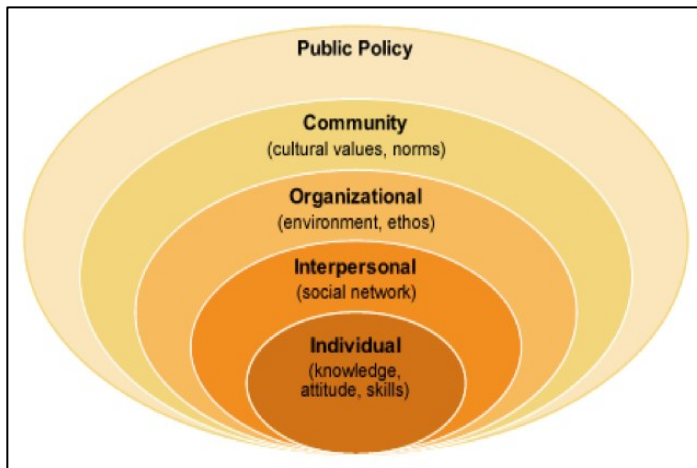 Public Policy
Community
(cultural values, norms)
Organizational
(environment, ethos)
Interpersonal
(social network)
Individual
(knowledge,
attitude, skills)